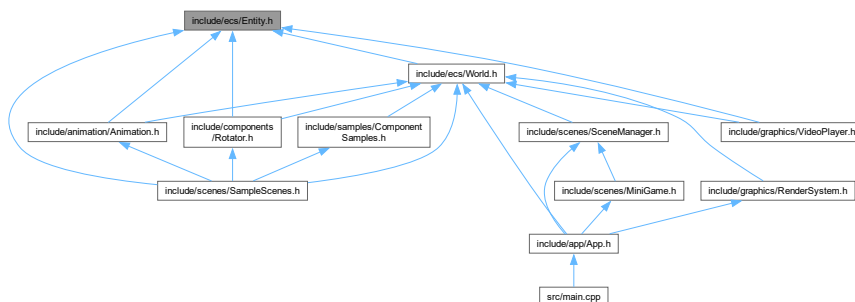 include/ecs/Entity.h
include/ecs/World.h
include/animation/Animation.h
include/components
/Rotator.h
include/samples/Component
Samples.h
include/scenes/SceneManager.h
include/graphics/VideoPlayer.h
include/scenes/SampleScenes.h
include/scenes/MiniGame.h
include/graphics/RenderSystem.h
include/app/App.h
src/main.cpp